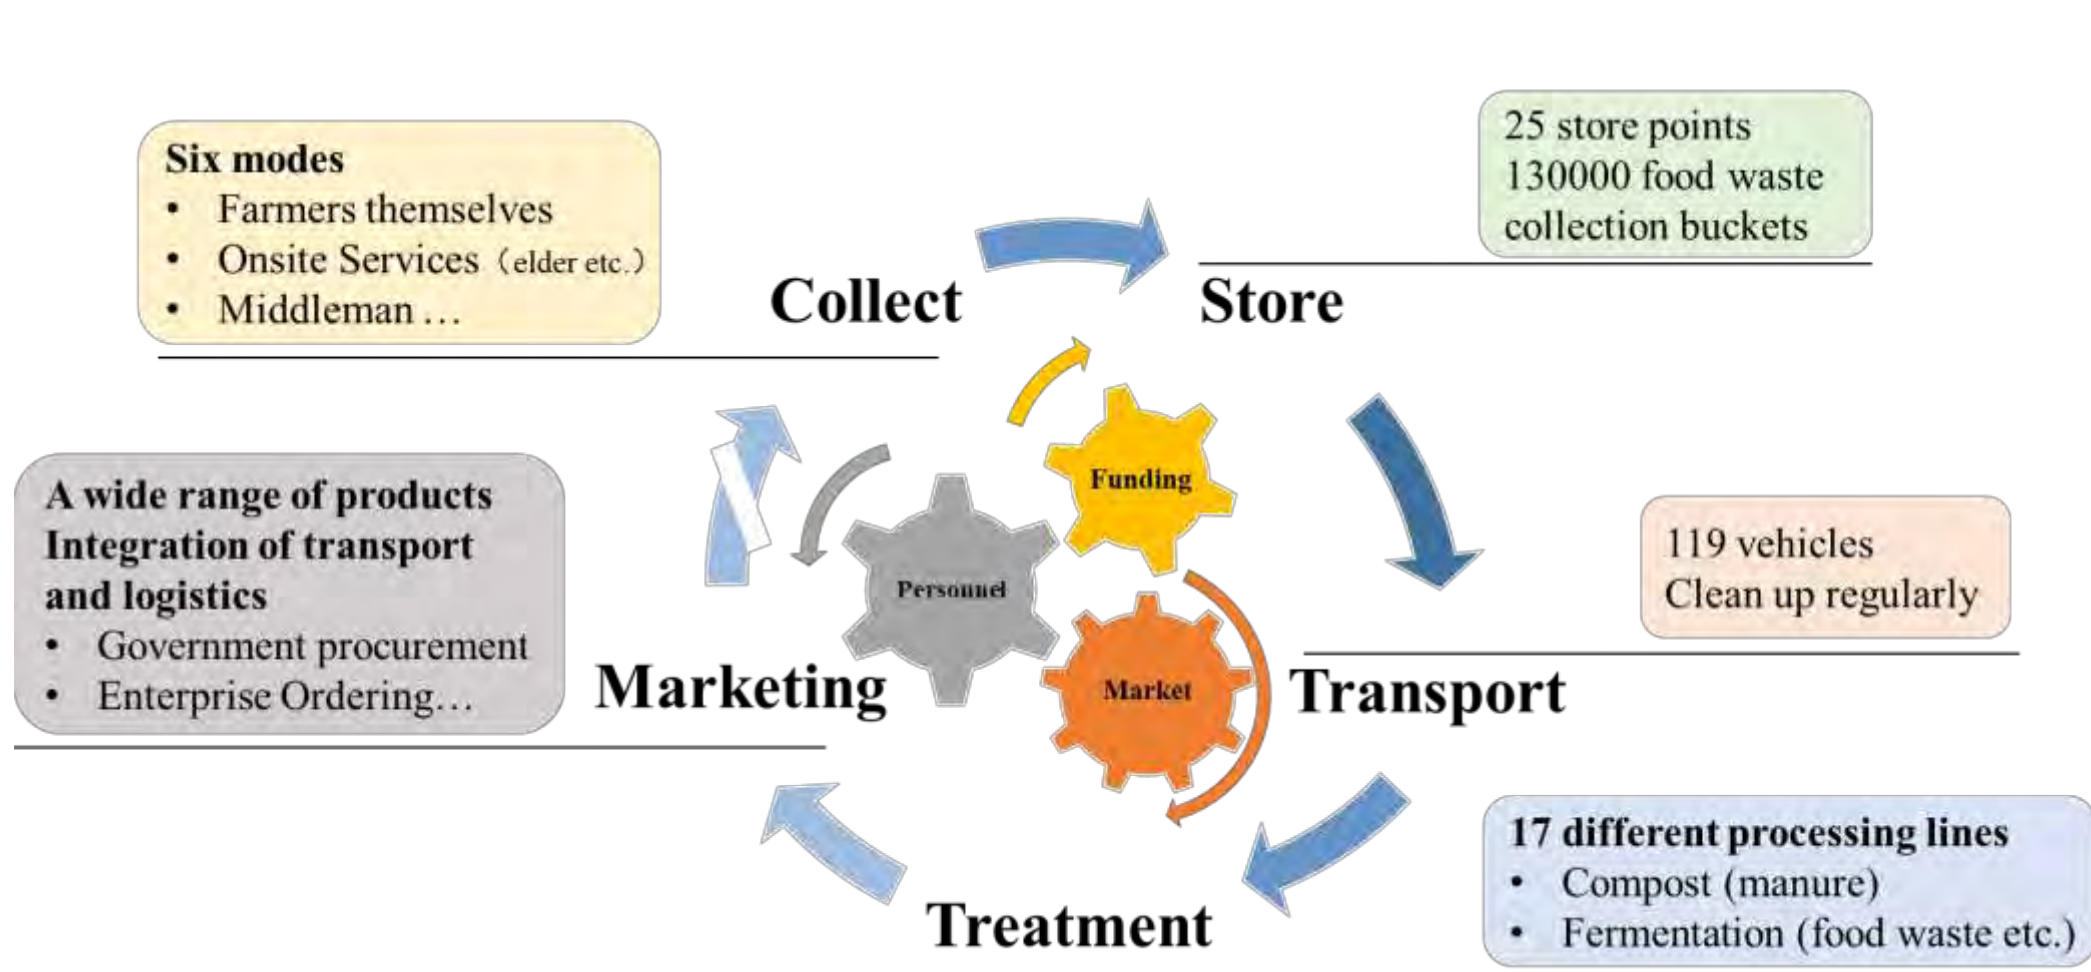 Six modes
• Farmers themselves
• Onsite Services（elder etc.）
• Middleman …
25 store points
130000 food waste
collection buckets
Collect
Store
Funding
A wide range of products
Integration of transport
and logistics
• Government procurement
• Enterprise Ordering…
119 vehicles
Clean up regularly
Personnel
Marketing
Market
Transport
17 different processing lines
• Compost (manure)
• Fermentation (food waste etc.)
Treatment